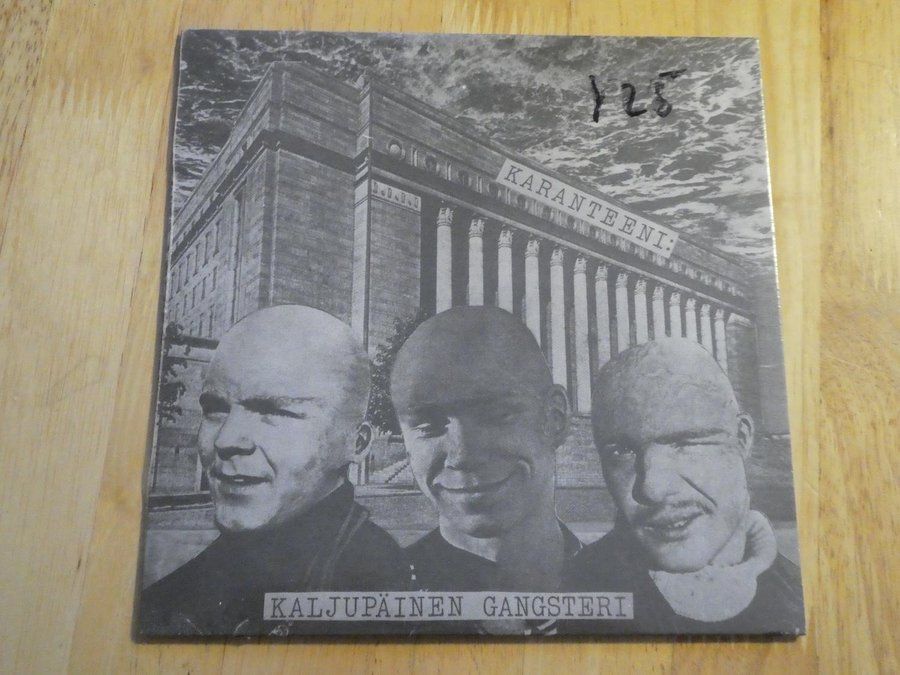 125
KARANTEENI:
KALJUPÄINEN GANGSTERI